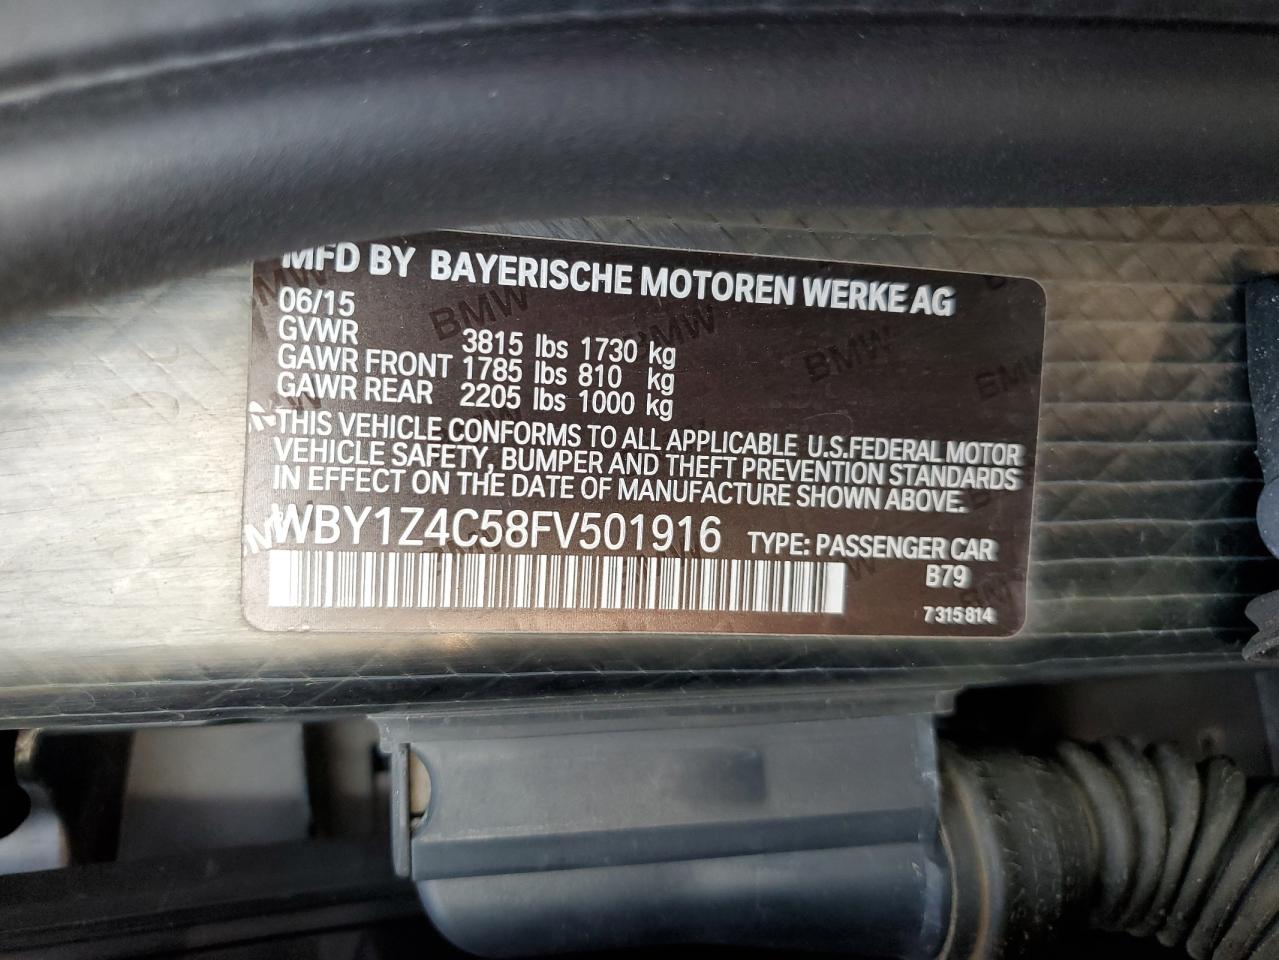 MFD BY BAYERISCHE MOTOREN WERKE AG
06/15
GVWR 3815 lbs 1730 kg
GAWR FRONT 1785 lbs 810 kg
GAWR REAR 2205 lbs 1000 kg
THIS VEHICLE CONFORMS TO ALL APPLICABLE U.S.FEDERAL MOTOR
VEHICLE SAFETY, BUMPER AND THEFT PREVENTION STANDARDS
IN EFFECT ON THE DATE OF MANUFACTURE SHOWN ABOVE.
WBY1Z4C58FV501916 TYPE: PASSENGER CAR
B79
7 315 814